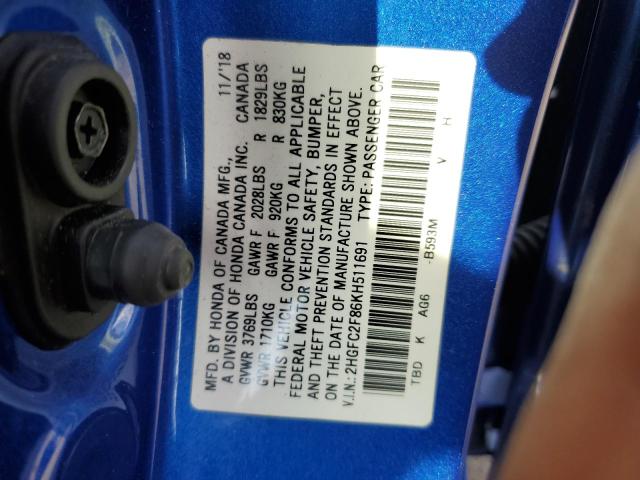 MFD. BY HONDA OF CANADA MFG., 11/'18
A DIVISION OF HONDA CANADA INC. CANADA
GVWR 3769LBS GAWR F 2028LBS R 1829LBS
GVWR 1710KG GAWR F 920KG R 830KG
THIS VEHICLE CONFORMS TO ALL APPLICABLE
FEDERAL MOTOR VEHICLE SAFETY, BUMPER,
AND THEFT PREVENTION STANDARDS IN EFFECT
ON THE DATE OF MANUFACTURE SHOWN ABOVE.
V.I.N.: 2HGFC2F86KH511691 TYPE: PASSENGER CAR
TBD K AG6 -B593M V H